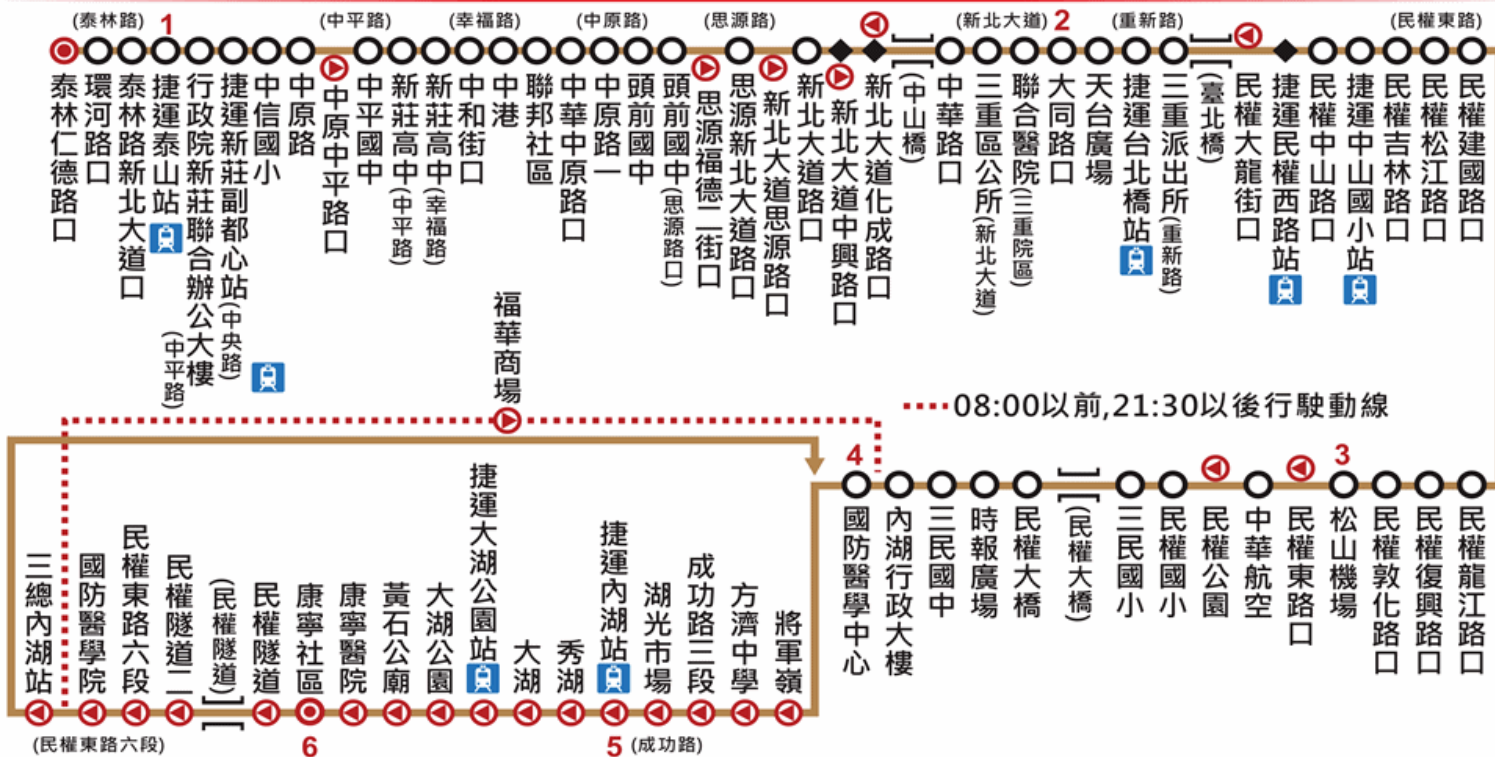 (泰林路)
1
(中平路)
(幸福路)
(中原路)
(思源路)
(新北大道)
2
(重新路)
(民權東路)
泰林仁德路口
環河路口
泰林路新北大道口
捷運泰山站
行政院新莊聯合辦公大樓(中平路)
捷運新莊副都心站(中央路)
中信國小
中原路
中原中平路口
中平國中
新莊高中(中平路)
新莊高中(幸福路)
中和街口
中港
聯邦社區
中華中原路口
中原路一
頭前國中
頭前國中(思源路口)
思源福德二街口
思源新北大道路口
新北大道思源路口
新北大道路口
新北大道中興路口
新北大道化成路口
(中山橋)
中華路口
三重區公所(新北大道)
聯合醫院(三重院區)
大同路口
天台廣場
捷運台北橋站
三重派出所(重新路)
(臺北橋)
民權大龍街口
捷運民權西路站
民權中山路口
捷運中山國小站
民權吉林路口
民權松江路口
民權建國路口
福華商場
08:00以前,21:30以後行駛動線
4
3
民權龍江路口
民權復興路口
民權敦化路口
松山機場
民權東路口
中華航空
民權公園
民權國小
三民國小
(民權大橋)
民權大橋
時報廣場
三民國中
內湖行政大樓
國防醫學中心
將軍嶺
方濟中學
成功路三段
湖光市場
捷運內湖站
秀湖
大湖
捷運大湖公園站
大湖公園
黃石公廟
康寧醫院
康寧社區
民權隧道
(民權隧道)
民權隧道二
民權東路六段
國防醫學院
三總內湖站
(民權東路六段)
6
5
(成功路)